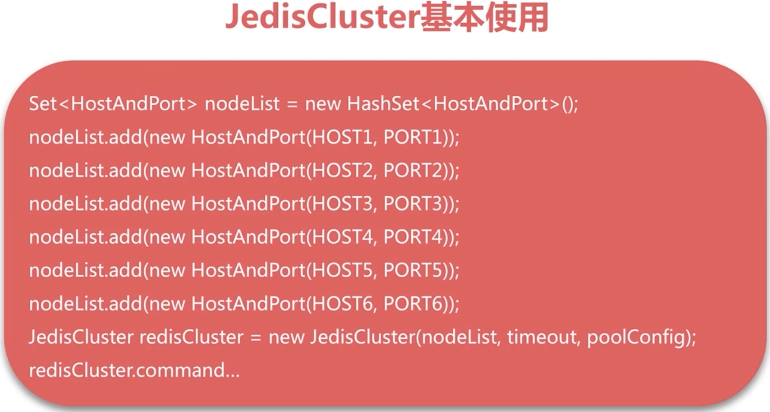 JedisCluster基本使用
Set<HostAndPort> nodeList = new HashSet<HostAndPort>();
nodeList.add(new HostAndPort(HOST1, PORT1));
nodeList.add(new HostAndPort(HOST2, PORT2));
nodeList.add(new HostAndPort(HOST3, PORT3));
nodeList.add(new HostAndPort(HOST4, PORT4));
nodeList.add(new HostAndPort(HOST5, PORT5));
nodeList.add(new HostAndPort(HOST6, PORT6));
JedisCluster redisCluster = new JedisCluster(nodeList, timeout, poolConfig);
redisCluster.command...